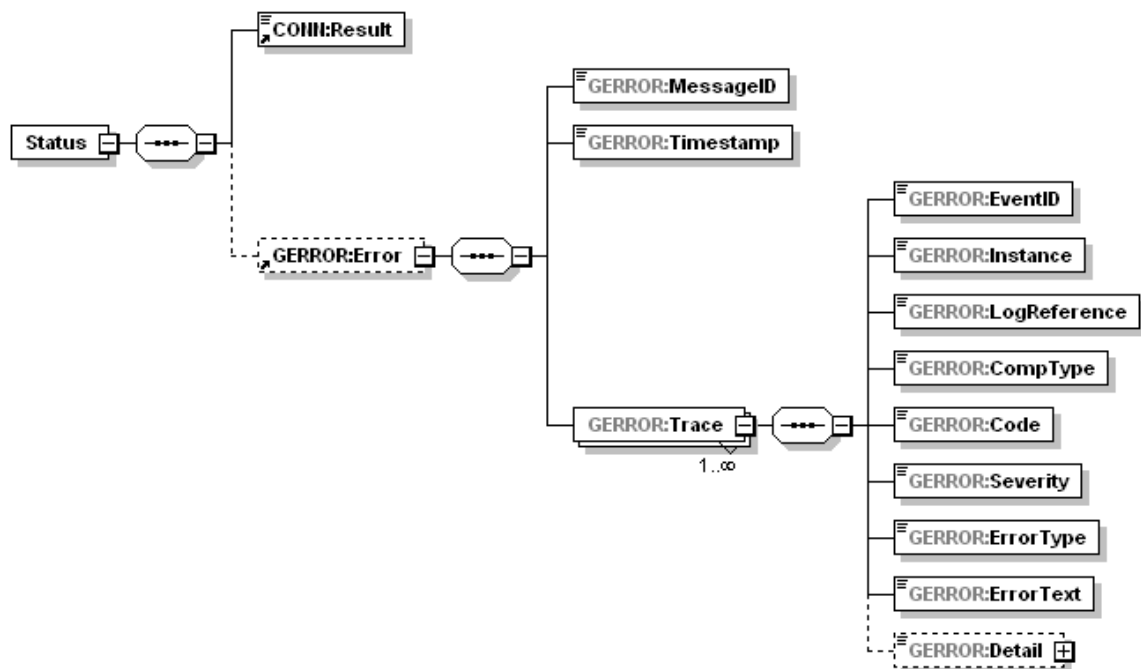 Status
CONN:Result
GERROR:Error
GERROR:MessageID
GERROR:Timestamp
GERROR:Trace
1..∞
GERROR:EventID
GERROR:Instance
GERROR:LogReference
GERROR:CompType
GERROR:Code
GERROR:Severity
GERROR:ErrorType
GERROR:ErrorText
GERROR:Detail